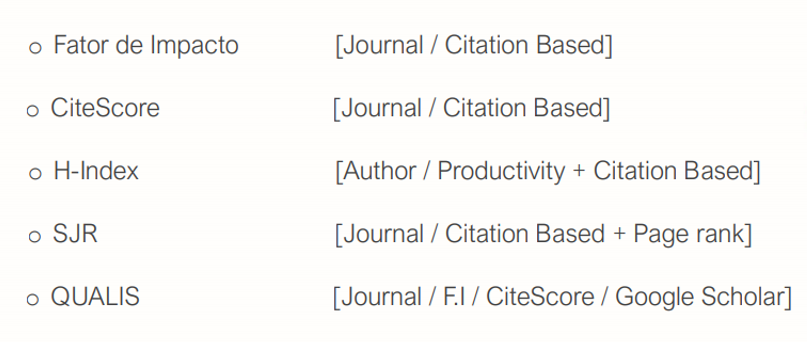 ○ Fator de Impacto [Journal / Citation Based]
○ CiteScore [Journal / Citation Based]
○ H-Index [Author / Productivity + Citation Based]
○ SJR [Journal / Citation Based + Page rank]
○ QUALIS [Journal / F.I / CiteScore / Google Scholar]